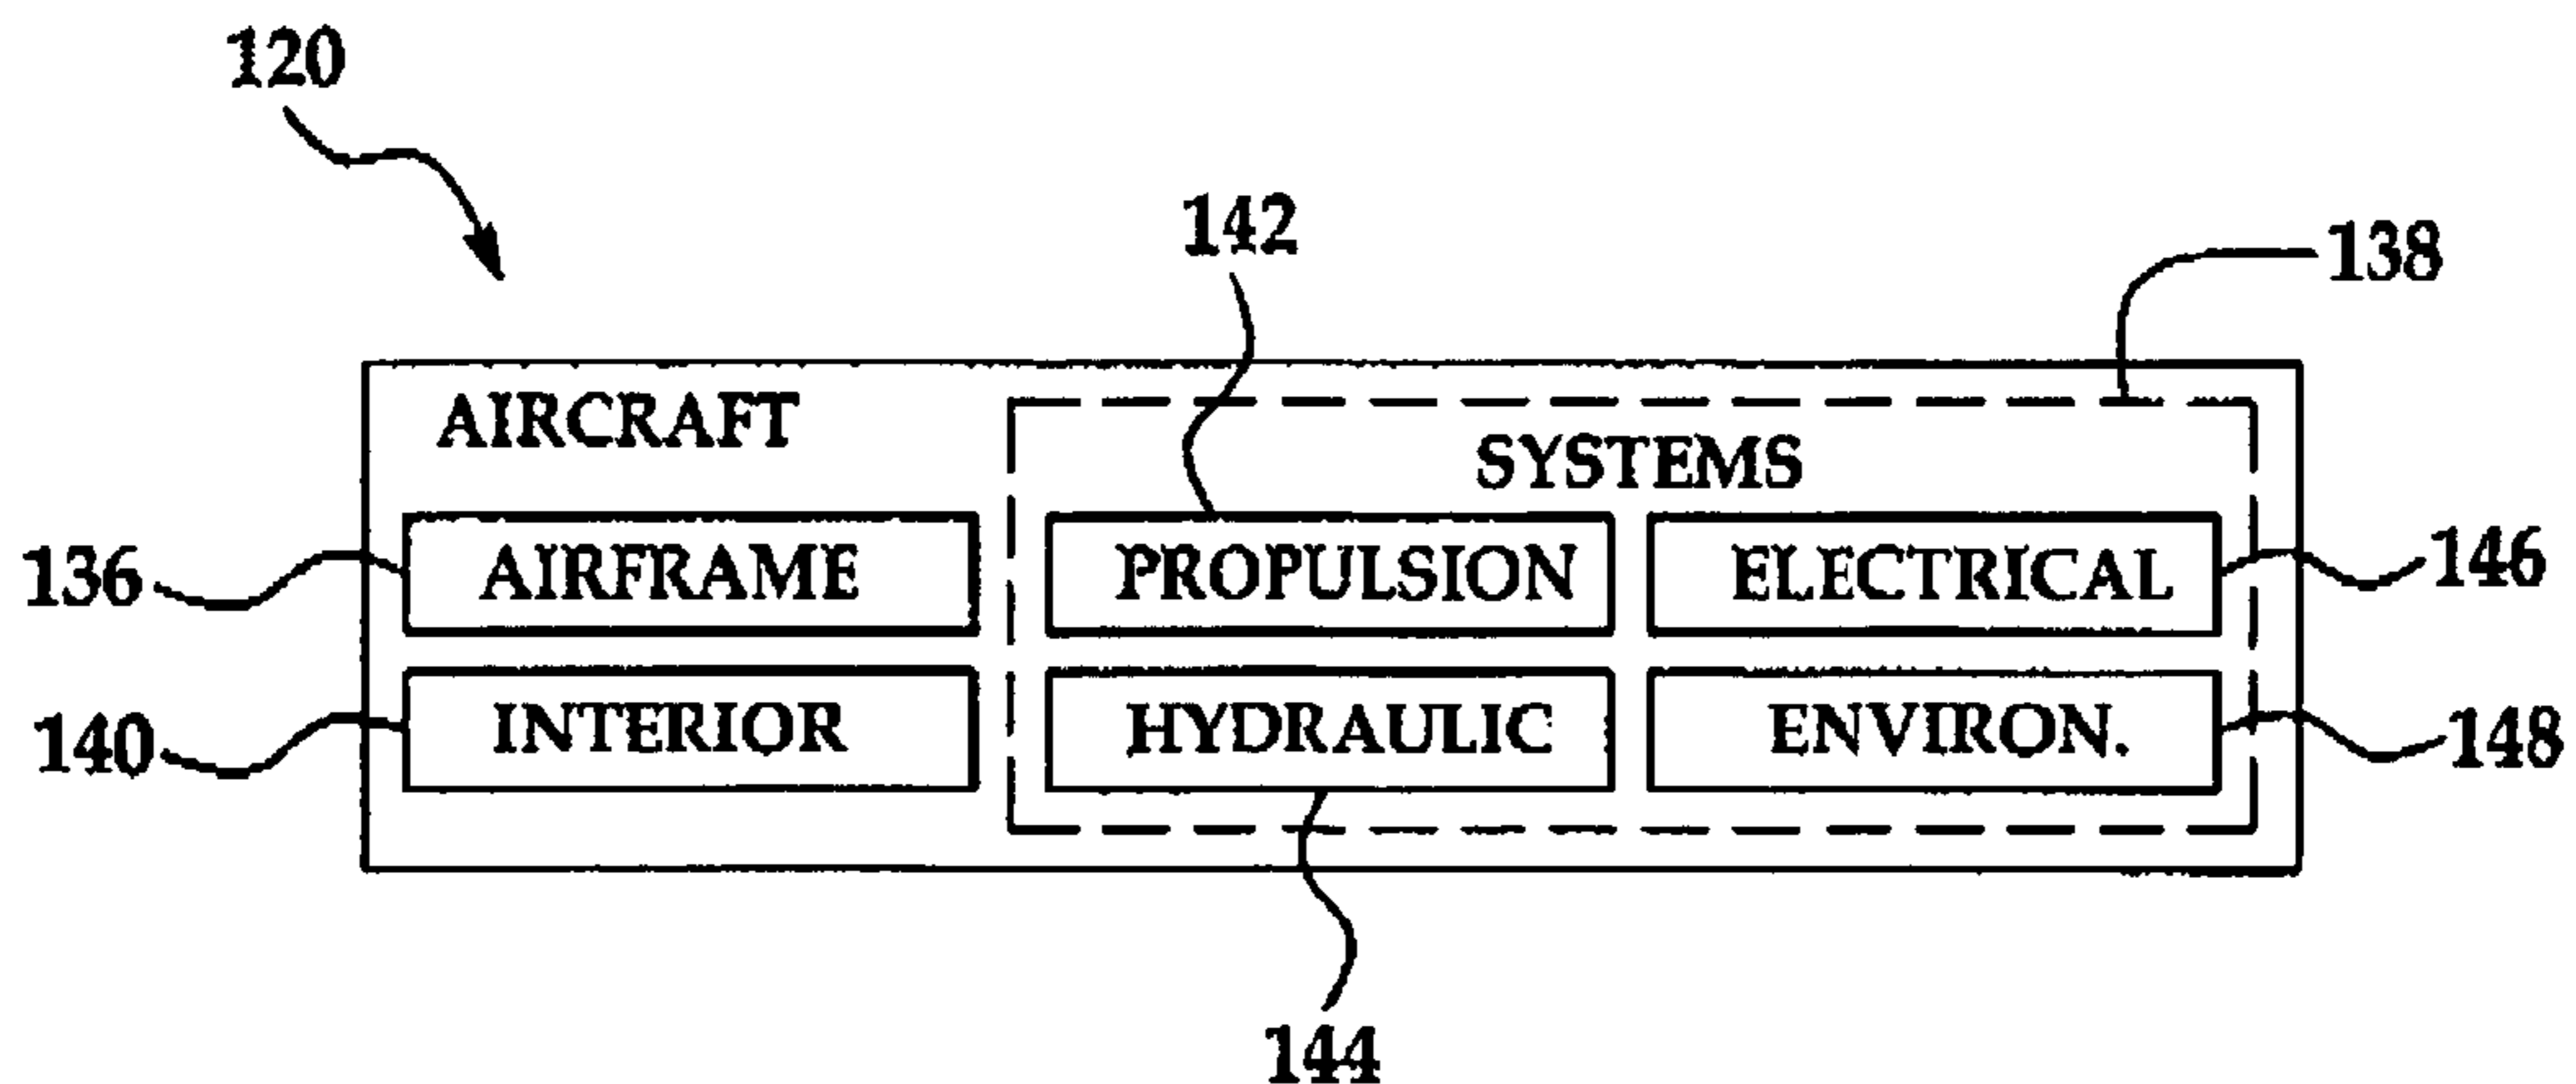 120
142
138
AIRCRAFT
SYSTEMS
136 AIRFRAME PROPULSION ELECTRICAL 146
140 INTERIOR HYDRAULIC ENVIRON. 148
144